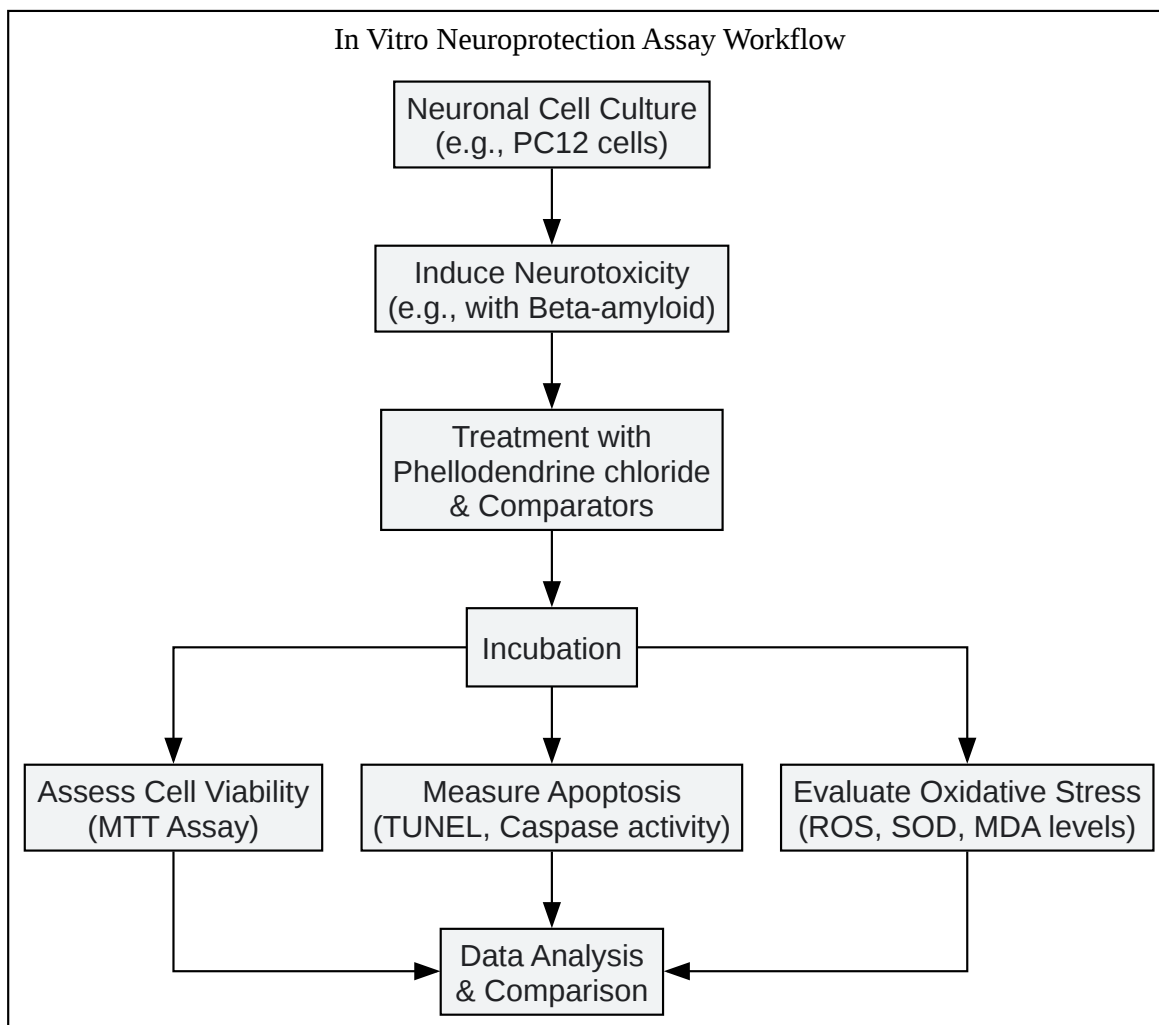 In Vitro Neuroprotection Assay Workflow
Neuronal Cell Culture
(e.g., PC12 cells)
Induce Neurotoxicity
(e.g., with Beta-amyloid)
Treatment with
Phellodendrine chloride
& Comparators
Incubation
Assess Cell Viability
(MTT Assay)
Measure Apoptosis
(TUNEL, Caspase activity)
Evaluate Oxidative Stress
(ROS, SOD, MDA levels)
Data Analysis
& Comparison